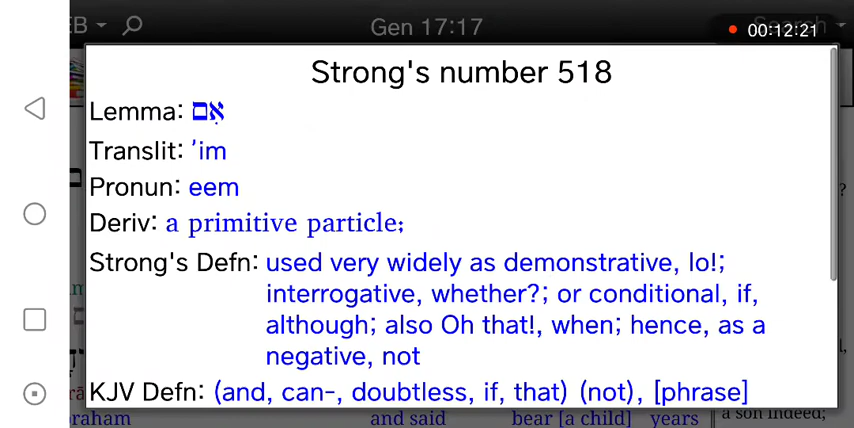 EB
Gen 17:17
Search
00:12:21
Strong's number 518
Lemma: אִם
Translit: ʼim
Pronun: eem
Deriv: a primitive particle;
Strong's Defn: used very widely as demonstrative, lo!;
interrogative, whether?; or conditional, if,
although; also Oh that!, when; hence, as a
negative, not
KJV Defn: (and, can-, doubtless, if, that) (not), [phrase]
raham and said bear [a child] years a son indeed;